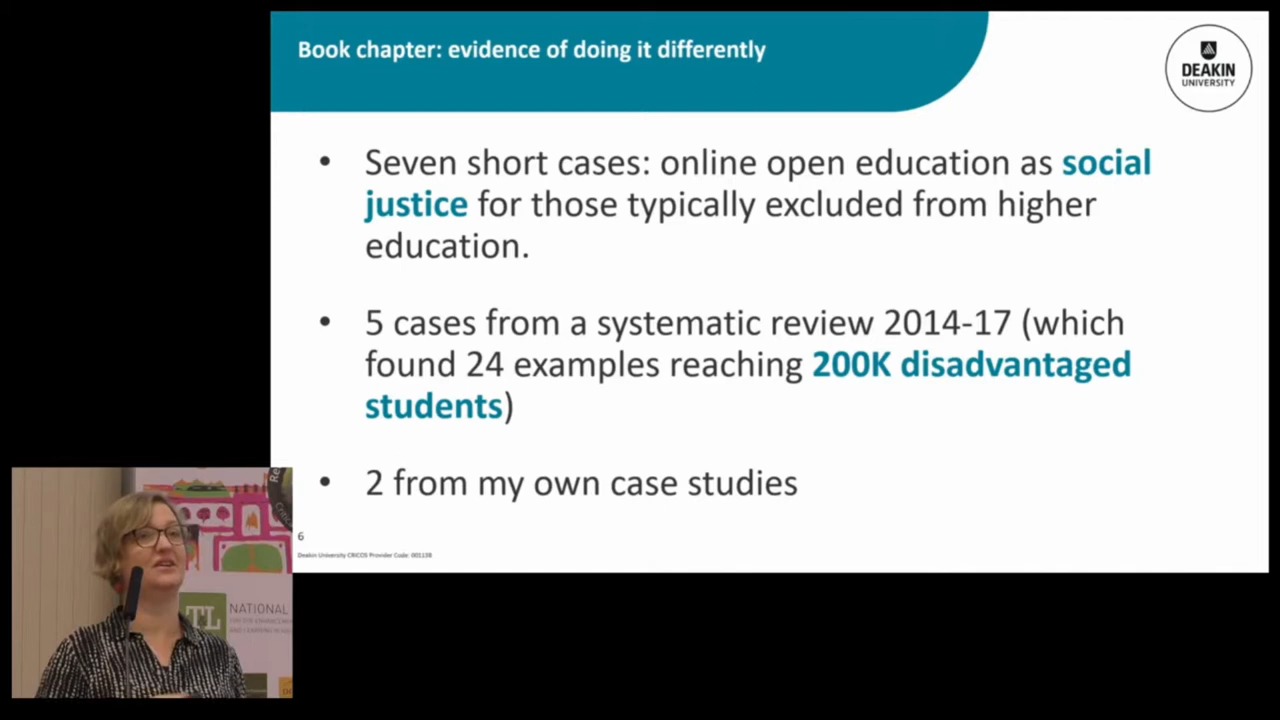 Book chapter: evidence of doing it differently
DEAKIN
UNIVERSITY
• Seven short cases: online open education as social
justice for those typically excluded from higher
education.
• 5 cases from a systematic review 2014-17 (which
found 24 examples reaching 200K disadvantaged
students)
• 2 from my own case studies
6
Deakin University CRICOS Provider Code: 00113B
Re
TL
NATIONAL